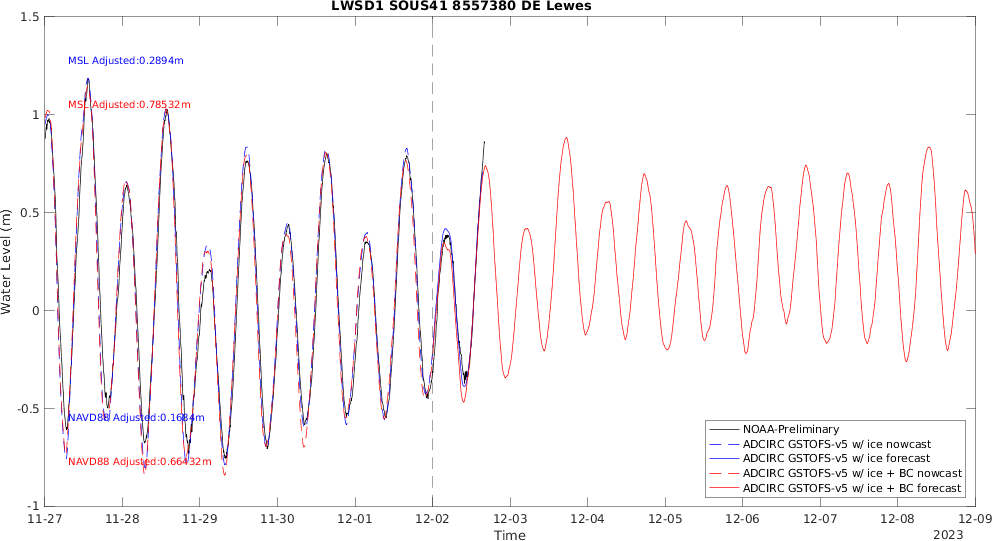 LWSD1 SOUS41 8557380 DE Lewes
1.5
1
0.5
0
-0.5
-1
Water Level (m)
MSL Adjusted:0.2894m
MSL Adjusted:0.78532m
NAVD88 Adjusted:0.1684m
NAVD88 Adjusted:0.66432m
NOAA-Preliminary
ADCIRC GSTOFS-v5 w/ ice nowcast
ADCIRC GSTOFS-v5 w/ ice forecast
ADCIRC GSTOFS-v5 w/ ice + BC nowcast
ADCIRC GSTOFS-v5 w/ ice + BC forecast
11-27 11-28 11-29 11-30 12-01 12-02 12-03 12-04 12-05 12-06 12-07 12-08 12-09
Time
2023